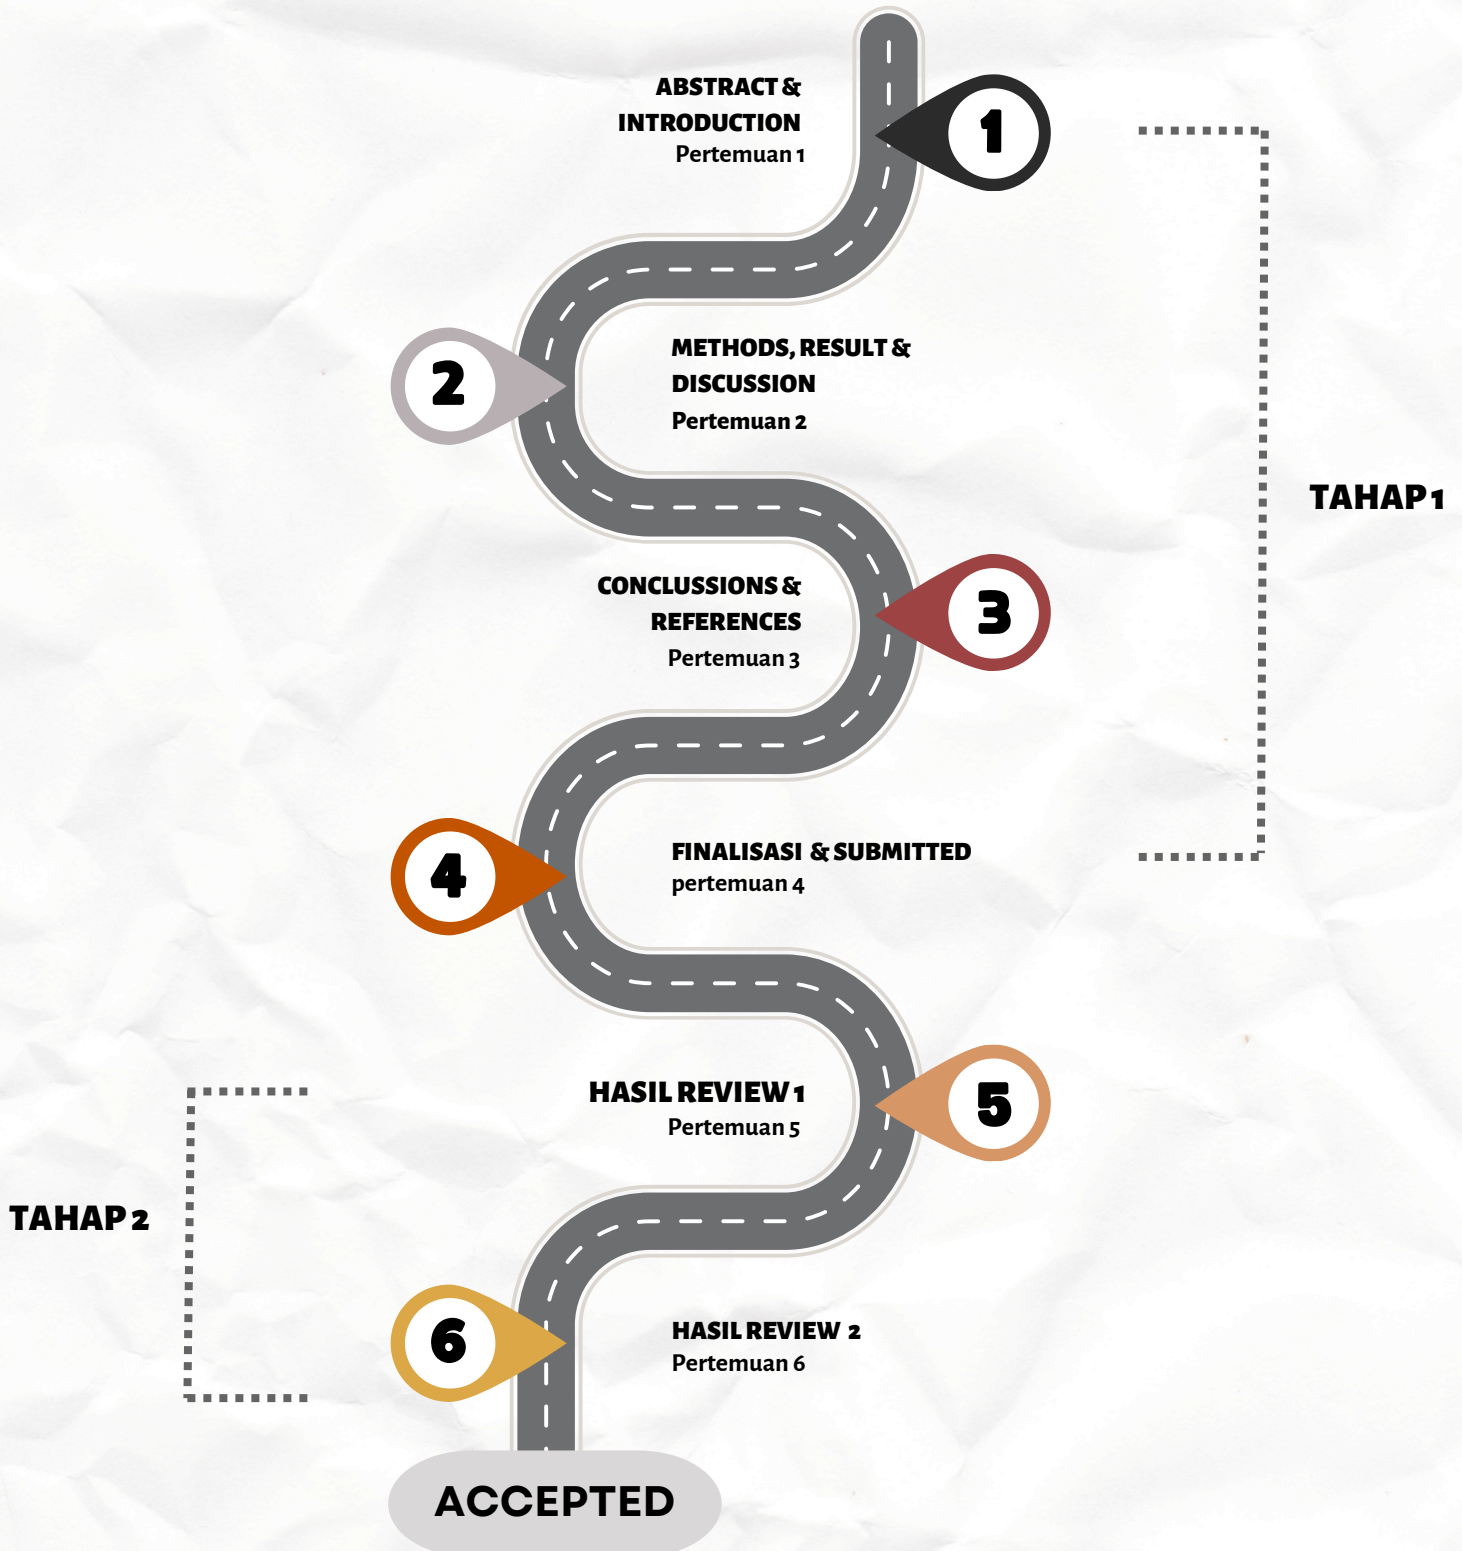 ABSTRACT &
INTRODUCTION
Pertemuan 1
1
2
METHODS, RESULT &
DISCUSSION
Pertemuan 2
TAHAP 1
CONCLUSSIONS &
REFERENCES
Pertemuan 3
3
4
FINALISASI & SUBMITTED
pertemuan 4
HASIL REVIEW 1
Pertemuan 5
5
TAHAP 2
6
HASIL REVIEW 2
Pertemuan 6
ACCEPTED